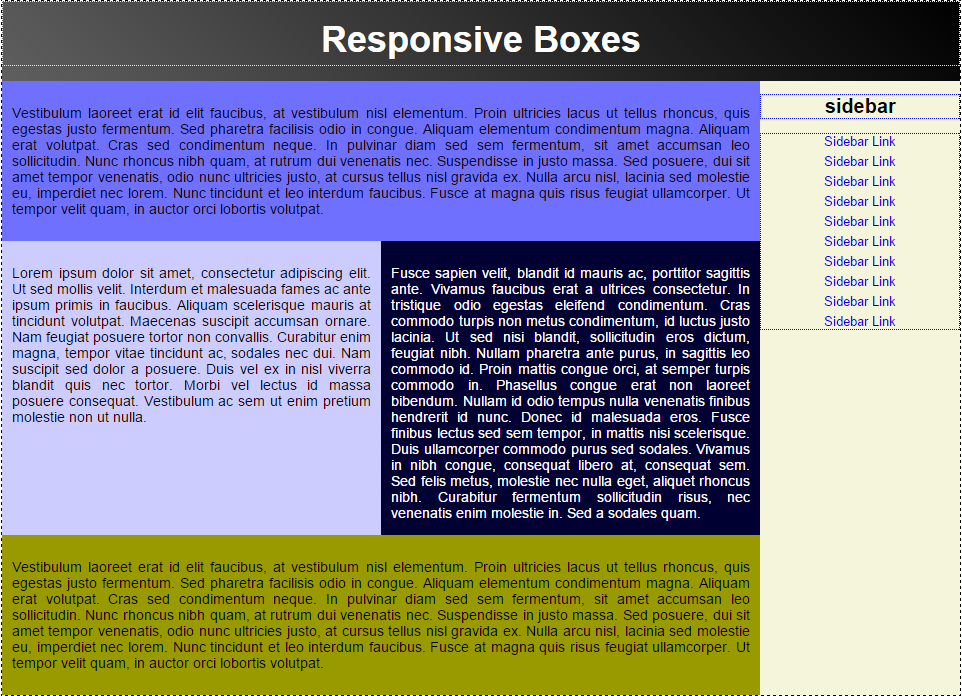 Responsive Boxes
Vestibulum laoreet erat id elit faucibus, at vestibulum nisl elementum. Proin ultricies lacus ut tellus rhoncus, quis
egestas justo fermentum. Sed pharetra facilisis odio in congue. Aliquam elementum condimentum magna. Aliquam
erat volutpat. Cras sed condimentum neque. In pulvinar diam sed sem fermentum, sit amet accumsan leo
sollicitudin. Nunc rhoncus nibh quam, at rutrum dui venenatis nec. Suspendisse in justo massa. Sed posuere, dui sit
amet tempor venenatis, odio nunc ultricies justo, at cursus tellus nisl gravida ex. Nulla arcu nisl, lacinia sed molestie
eu, imperdiet nec lorem. Nunc tincidunt et leo interdum faucibus. Fusce at magna quis risus feugiat ullamcorper. Ut
tempor velit quam, in auctor orci lobortis volutpat.
Lorem ipsum dolor sit amet, consectetur adipiscing elit.
Ut sed mollis velit. Interdum et malesuada fames ac ante
ipsum primis in faucibus. Aliquam scelerisque mauris at
tincidunt volutpat. Maecenas suscipit accumsan ornare.
Nam feugiat posuere tortor non convallis. Curabitur enim
magna, tempor vitae tincidunt ac, sodales nec dui. Nam
suscipit sed dolor a posuere. Duis vel ex in nisl viverra
blandit quis nec tortor. Morbi vel lectus id massa
posuere consequat. Vestibulum ac sem ut enim pretium
molestie non ut nulla.
Fusce sapien velit, blandit id mauris ac, porttitor sagittis
ante. Vivamus faucibus erat a ultrices consectetur. In
tristique odio egestas eleifend condimentum. Cras
commodo turpis non metus condimentum, id luctus justo
lacinia. Ut sed nisi blandit, sollicitudin eros dictum,
feugiat nibh. Nullam pharetra ante purus, in sagittis leo
commodo id. Proin mattis congue orci, at semper turpis
commodo in. Phasellus congue erat non laoreet
bibendum. Nullam id odio tempus nulla venenatis finibus
hendrerit id nunc. Donec id malesuada eros. Fusce
finibus lectus sed sem tempor, in mattis nisi scelerisque.
Duis ullamcorper commodo purus sed sodales. Vivamus
in nibh congue, consequat libero at, consequat sem.
Sed felis metus, molestie nec nulla eget, aliquet rhoncus
nibh. Curabitur fermentum sollicitudin risus, nec
venenatis enim molestie in. Sed a sodales quam.
Vestibulum laoreet erat id elit faucibus, at vestibulum nisl elementum. Proin ultricies lacus ut tellus rhoncus, quis
egestas justo fermentum. Sed pharetra facilisis odio in congue. Aliquam elementum condimentum magna. Aliquam
erat volutpat. Cras sed condimentum neque. In pulvinar diam sed sem fermentum, sit amet accumsan leo
sollicitudin. Nunc rhoncus nibh quam, at rutrum dui venenatis nec. Suspendisse in justo massa. Sed posuere, dui sit
amet tempor venenatis, odio nunc ultricies justo, at cursus tellus nisl gravida ex. Nulla arcu nisl, lacinia sed molestie
eu, imperdiet nec lorem. Nunc tincidunt et leo interdum faucibus. Fusce at magna quis risus feugiat ullamcorper. Ut
tempor velit quam, in auctor orci lobortis volutpat.
sidebar
Sidebar Link
Sidebar Link
Sidebar Link
Sidebar Link
Sidebar Link
Sidebar Link
Sidebar Link
Sidebar Link
Sidebar Link
Sidebar Link